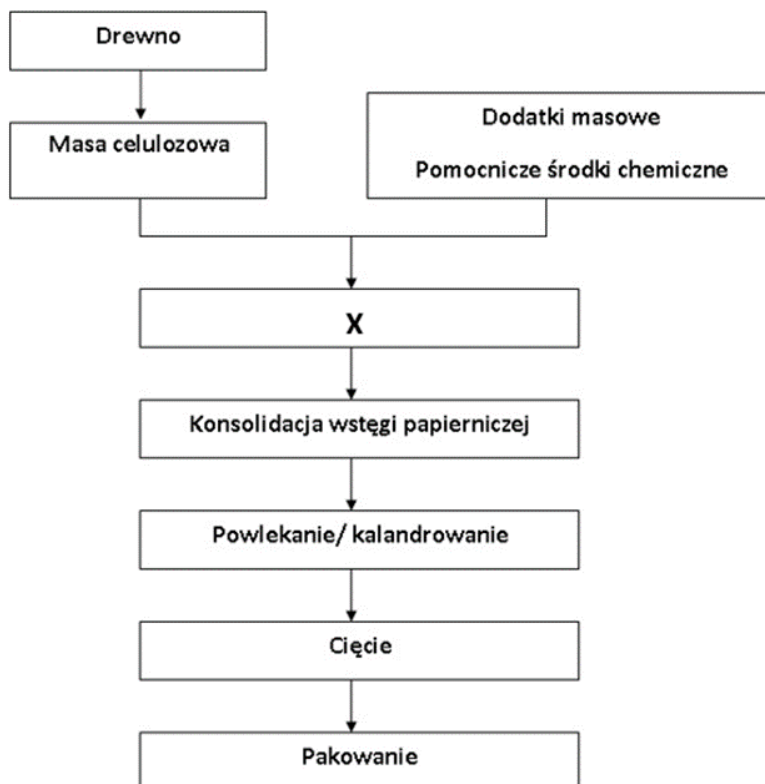 Drewno
Masa celulozowa
Dodatki masowe
Pomocnicze środki chemiczne
X
Konsolidacja wstęgi papierniczej
Powlekanie/ kalandrowanie
Cięcie
Pakowanie